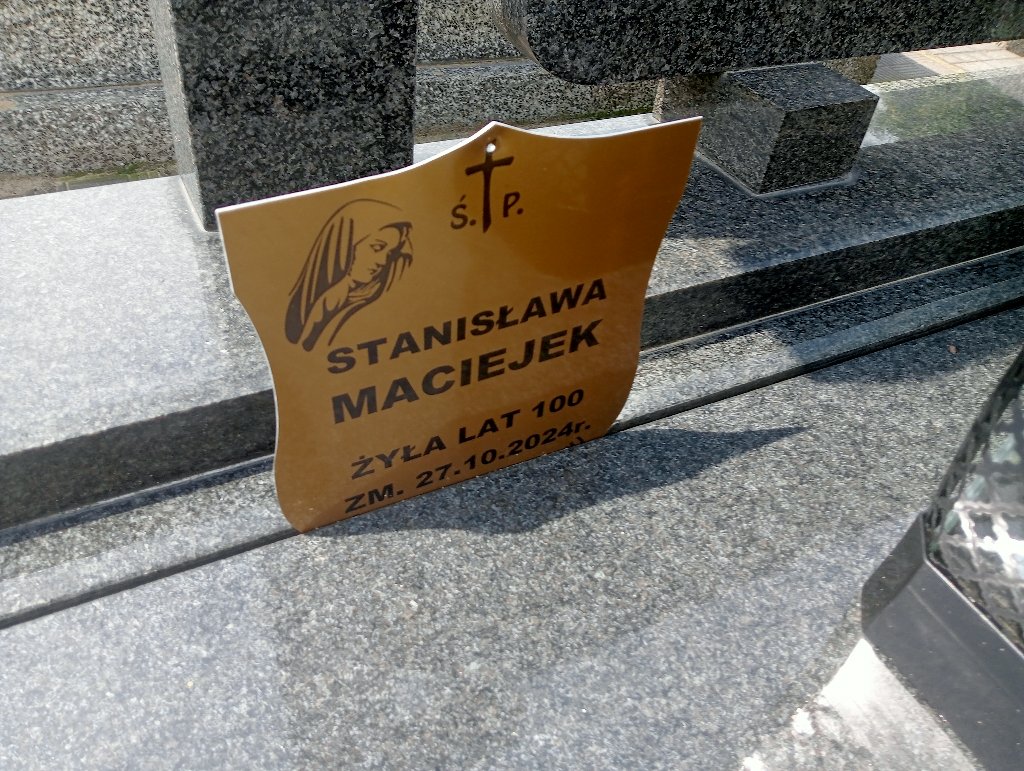 Ś. P.
STANISŁAWA
MACIEJEK
ŻYŁA LAT 100
ZM. 27.10.2024r.